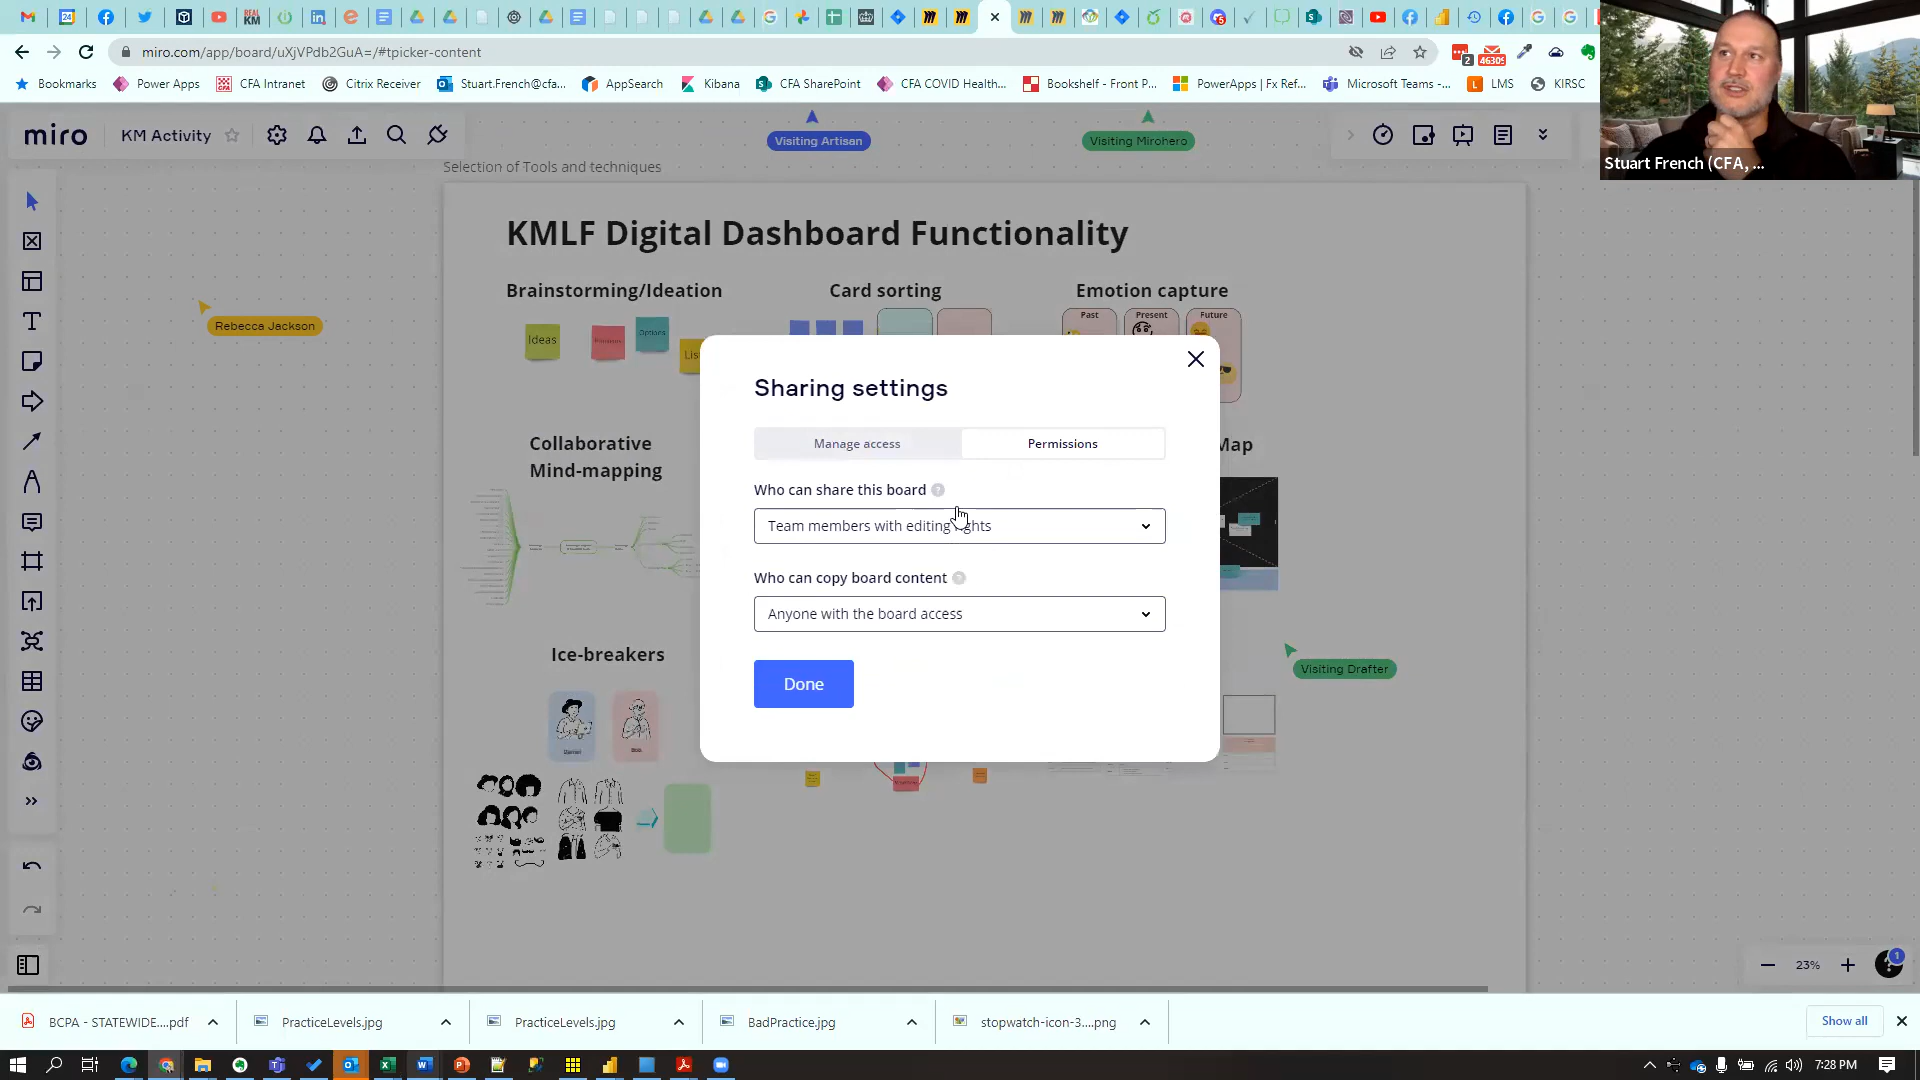 2
46305
5
miro.com/app/board/uXjVPdb2GuA=/#tpicker-content
Bookmarks
Power Apps
CFA Intranet
Citrix Receiver
Stuart.French@cfa...
AppSearch
Kibana
CFA SharePoint
CFA COVID Health...
Bookshelf - Front P...
PowerApps | Fx Ref...
Microsoft Teams -...
LMS
KIRSC
Stuart French (CFA, ...
miro
KM Activity
Visiting Artisan
Visiting Mirohero
Selection of Tools and techniques
KMLF Digital Dashboard Functionality
Brainstorming/Ideation
Card sorting
Emotion capture
Rebecca Jackson
Ideas
Options
Past
Present
Future
Sharing settings
Manage access
Permissions
Who can share this board
Team members with editing rights
Who can copy board content
Anyone with the board access
Done
Collaborative
Mind-mapping
Map
Ice-breakers
Visiting Drafter
23%
1
BCPA - STATEWIDE....pdf
PracticeLevels.jpg
PracticeLevels.jpg
BadPractice.jpg
stopwatch-icon-3....png
Show all
7:28 PM